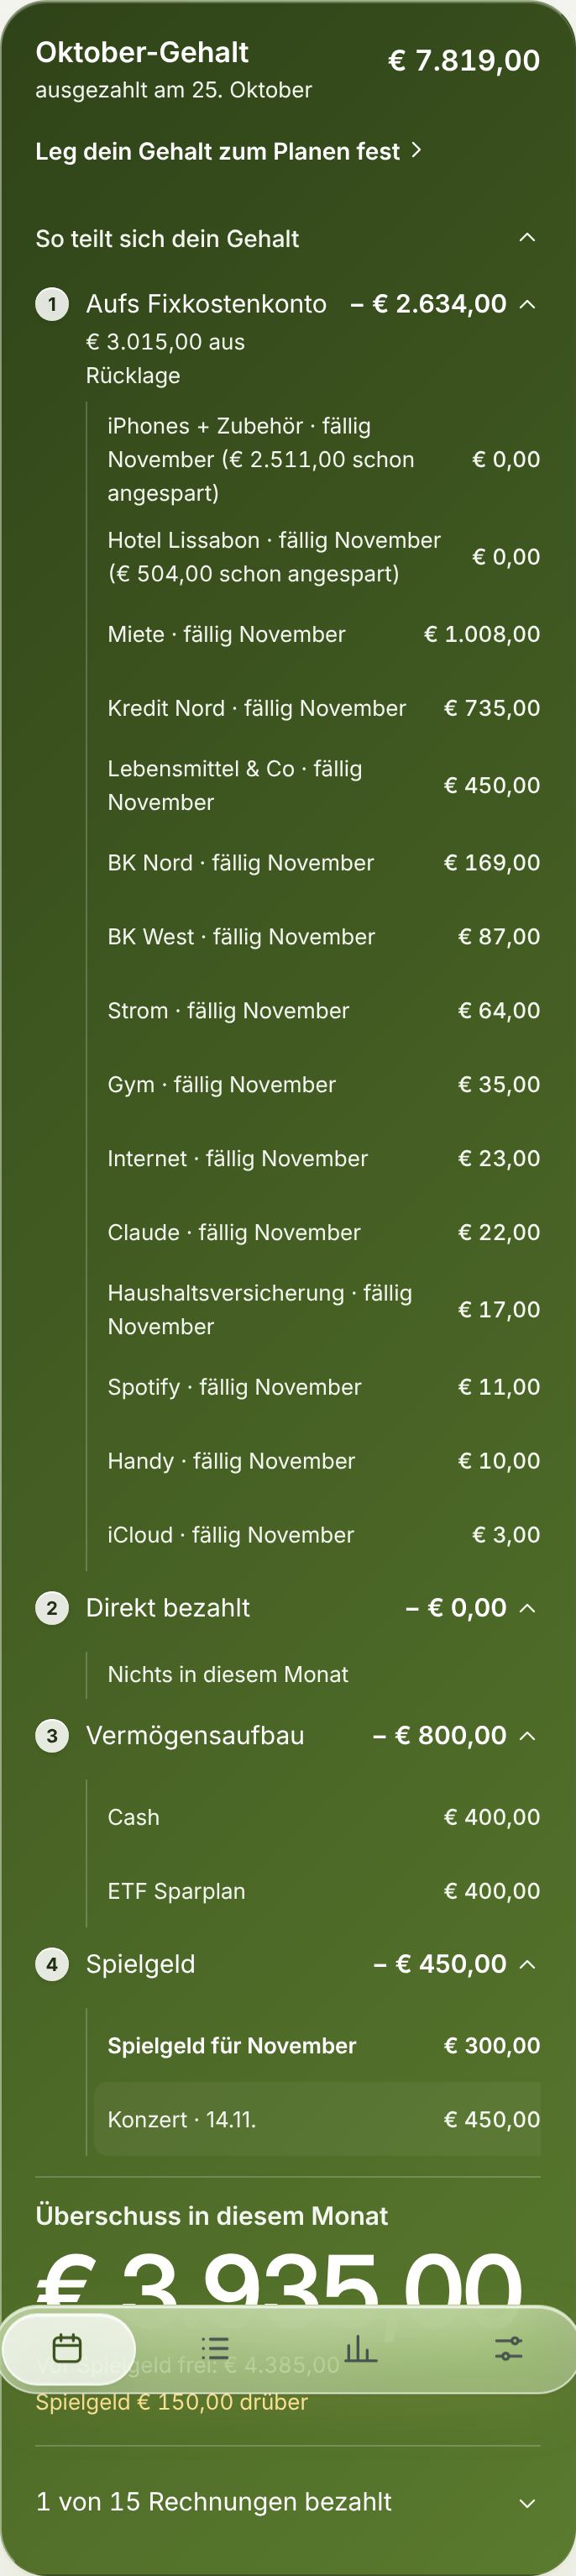 Oktober-Gehalt
€ 7.819,00
ausgezahlt am 25. Oktober
Leg dein Gehalt zum Planen fest
So teilt sich dein Gehalt
1 Aufs Fixkostenkonto – € 2.634,00
€ 3.015,00 aus
Rücklage
iPhones + Zubehör · fällig
November (€ 2.511,00 schon
angespart)
€ 0,00
Hotel Lissabon · fällig November
(€ 504,00 schon angespart)
€ 0,00
Miete · fällig November € 1.008,00
Kredit Nord · fällig November € 735,00
Lebensmittel & Co · fällig
November
€ 450,00
BK Nord · fällig November € 169,00
BK West · fällig November € 87,00
Strom · fällig November € 64,00
Gym · fällig November € 35,00
Internet · fällig November € 23,00
Claude · fällig November € 22,00
Haushaltsversicherung · fällig
November
€ 17,00
Spotify · fällig November € 11,00
Handy · fällig November € 10,00
iCloud · fällig November € 3,00
2 Direkt bezahlt – € 0,00
Nichts in diesem Monat
3 Vermögensaufbau – € 800,00
Cash € 400,00
ETF Sparplan € 400,00
4 Spielgeld – € 450,00
Spielgeld für November € 300,00
Konzert · 14.11. € 450,00
Überschuss in diesem Monat
€ 3.935,00
Vor Spielgeld frei: € 4.385,00
Spielgeld € 150,00 drüber
1 von 15 Rechnungen bezahlt